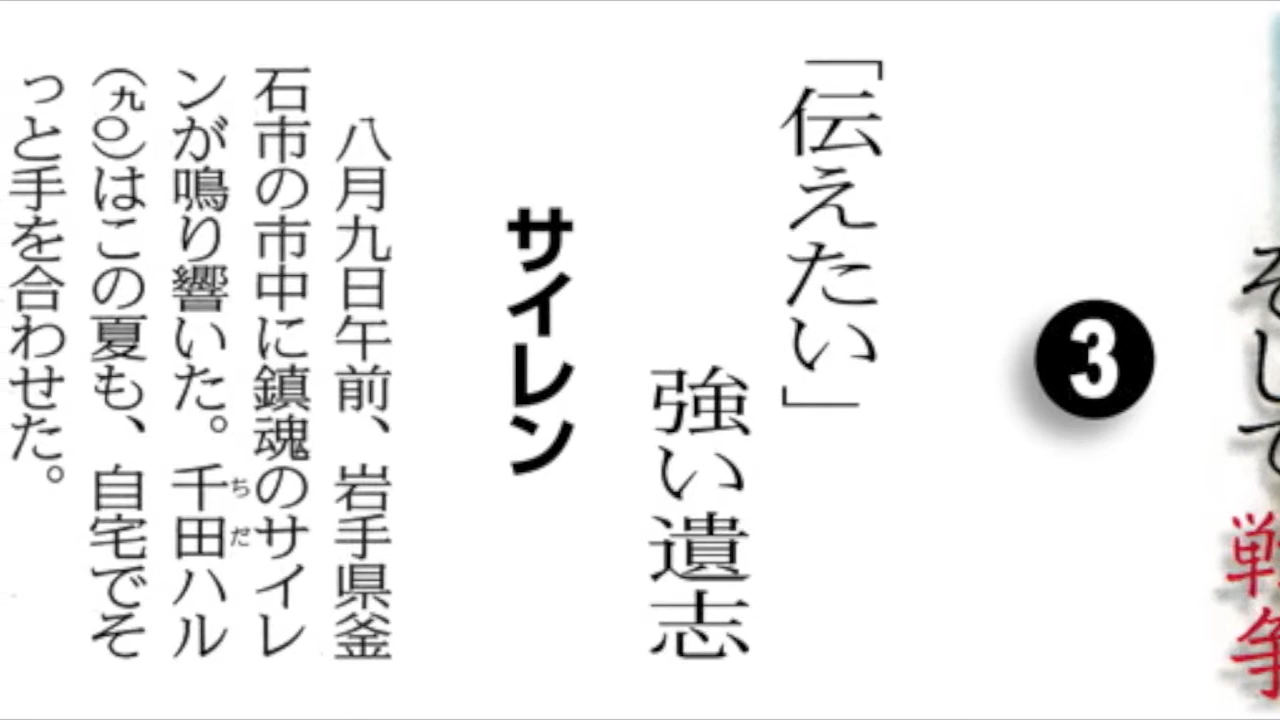 そして
戦争
❸
「伝えたい」
強い遺志
サイレン
八月九日午前、岩手県釜
石市の市中に鎮魂のサイレ
ンが鳴り響いた。千田ハル
ちだ
(九〇)はこの夏も、自宅でそ
っと手を合わせた。